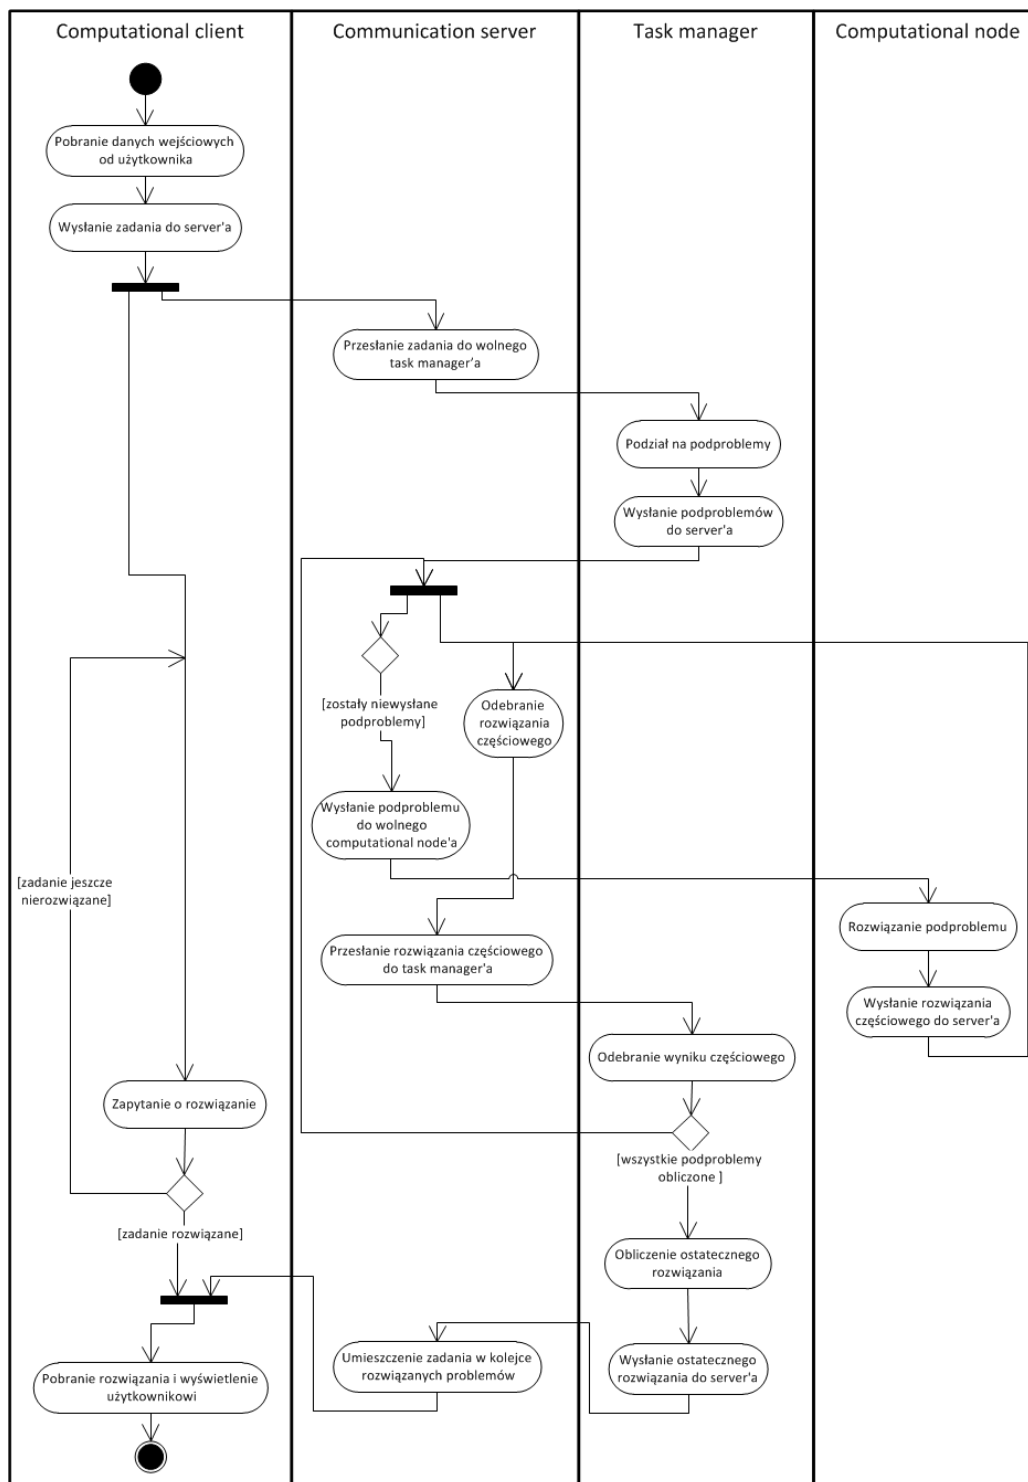 Computational client
Communication server
Task manager
Computational node
Pobranie danych wejściowych
od użytkownika
Wysłanie zadania do server'a
Przesłanie zadania do wolnego
task manager’a
Podział na podproblemy
Wysłanie podproblemów
do server'a
[zostały niewysłane
podproblemy]
Odebranie
rozwiązania
częściowego
Wysłanie podproblemu
do wolnego
computational node'a
[zadanie jeszcze
nierozwiązane]
Rozwiązanie podproblemu
Przesłanie rozwiązania częściowego
do task manager'a
Wysłanie rozwiązania
częściowego do server'a
Odebranie wyniku częściowego
Zapytanie o rozwiązanie
[wszystkie podproblemy
obliczone ]
[zadanie rozwiązane]
Obliczenie ostatecznego
rozwiązania
Umieszczenie zadania w kolejce
rozwiązanych problemów
Wysłanie ostatecznego
rozwiązania do server'a
Pobranie rozwiązania i wyświetlenie
użytkownikowi